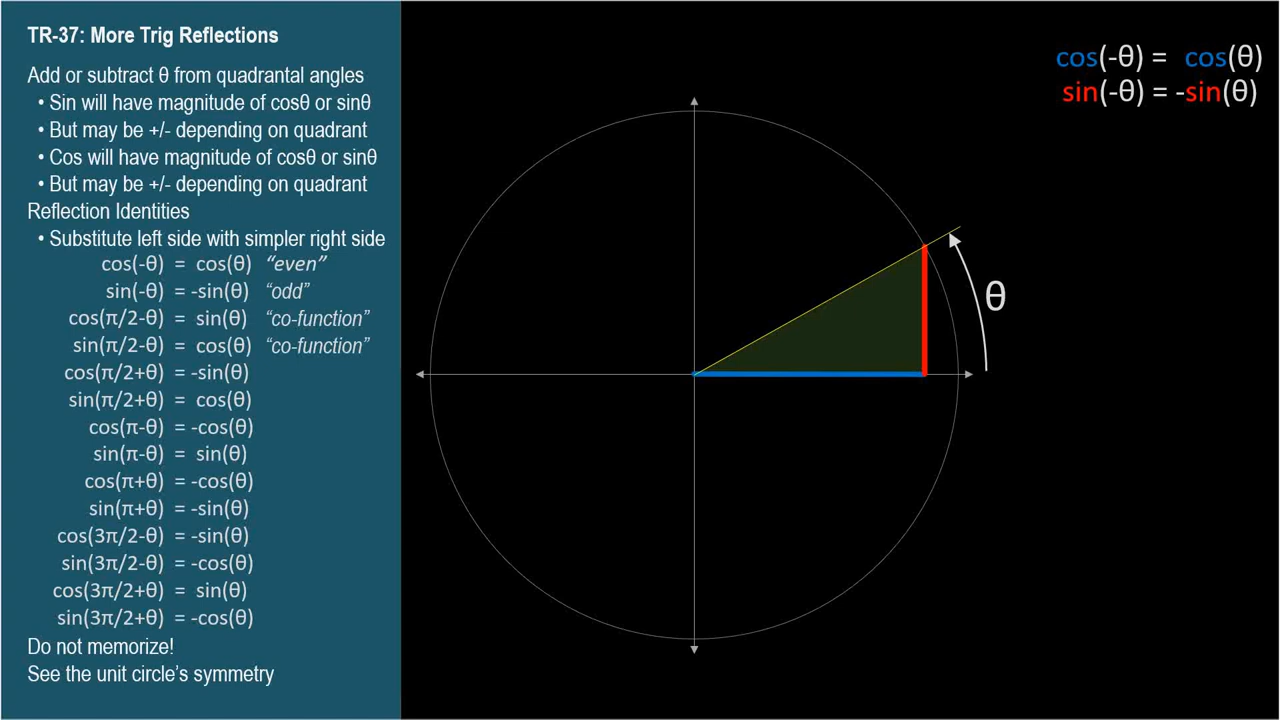 TR-37: More Trig Reflections
Add or subtract θ from quadrantal angles
• Sin will have magnitude of cosθ or sinθ
• But may be +/- depending on quadrant
• Cos will have magnitude of cosθ or sinθ
• But may be +/- depending on quadrant
Reflection Identities
• Substitute left side with simpler right side
cos(-θ) = cos(θ) “even”
sin(-θ) = -sin(θ) “odd”
cos(π/2-θ) = sin(θ) “co-function”
sin(π/2-θ) = cos(θ) “co-function”
cos(π/2+θ) = -sin(θ)
sin(π/2+θ) = cos(θ)
cos(π-θ) = -cos(θ)
sin(π-θ) = sin(θ)
cos(π+θ) = -cos(θ)
sin(π+θ) = -sin(θ)
cos(3π/2-θ) = -sin(θ)
sin(3π/2-θ) = -cos(θ)
cos(3π/2+θ) = sin(θ)
sin(3π/2+θ) = -cos(θ)
Do not memorize!
See the unit circle’s symmetry
cos(-θ) = cos(θ)
sin(-θ) = -sin(θ)
θ